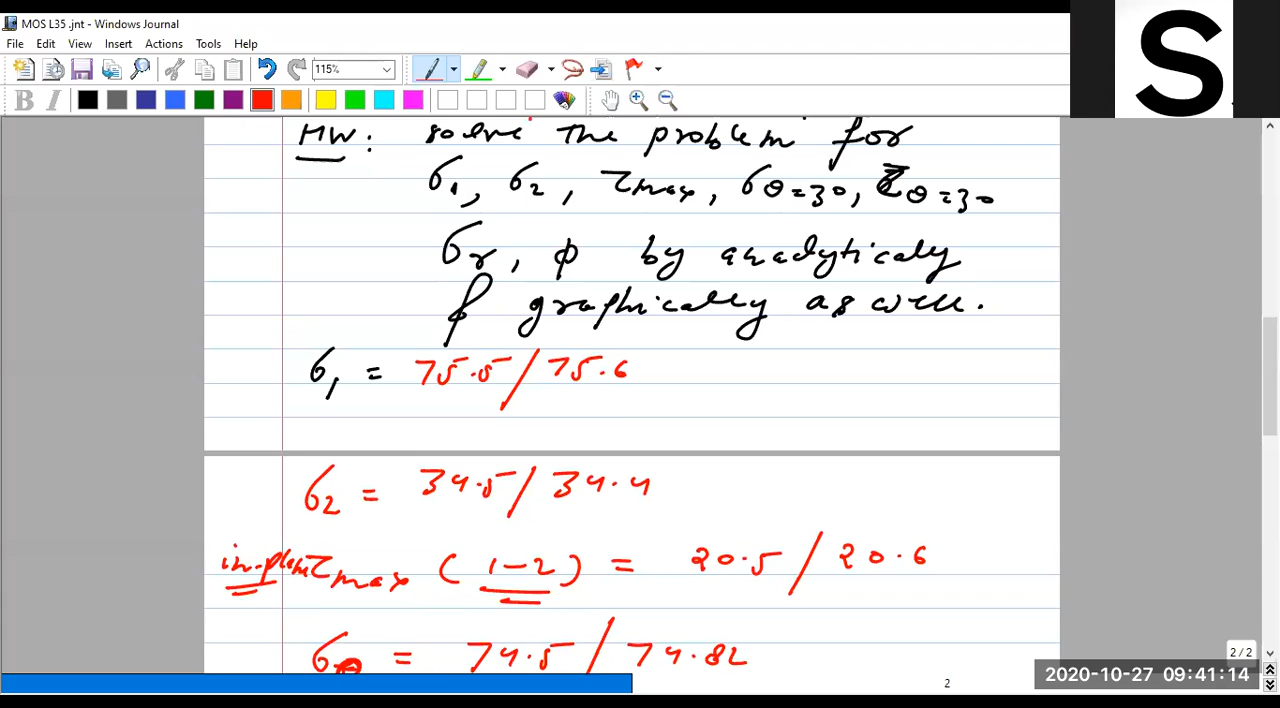 MOS L35 .jnt - Windows Journal
File Edit View Insert Actions Tools Help
S
115%
B I
HW: solve the problem for
σ1, σ2, τmax, σθ=30, τθ=30
σr, ϕ by analytically
& graphically as well.
σ1 = 75.5/75.6
σ2 = 34.5/34.4
in-plane τmax (1-2) = 20.5/20.6
σθ = 74.5/74.82
2/2
2020-10-27 09:41:14
2